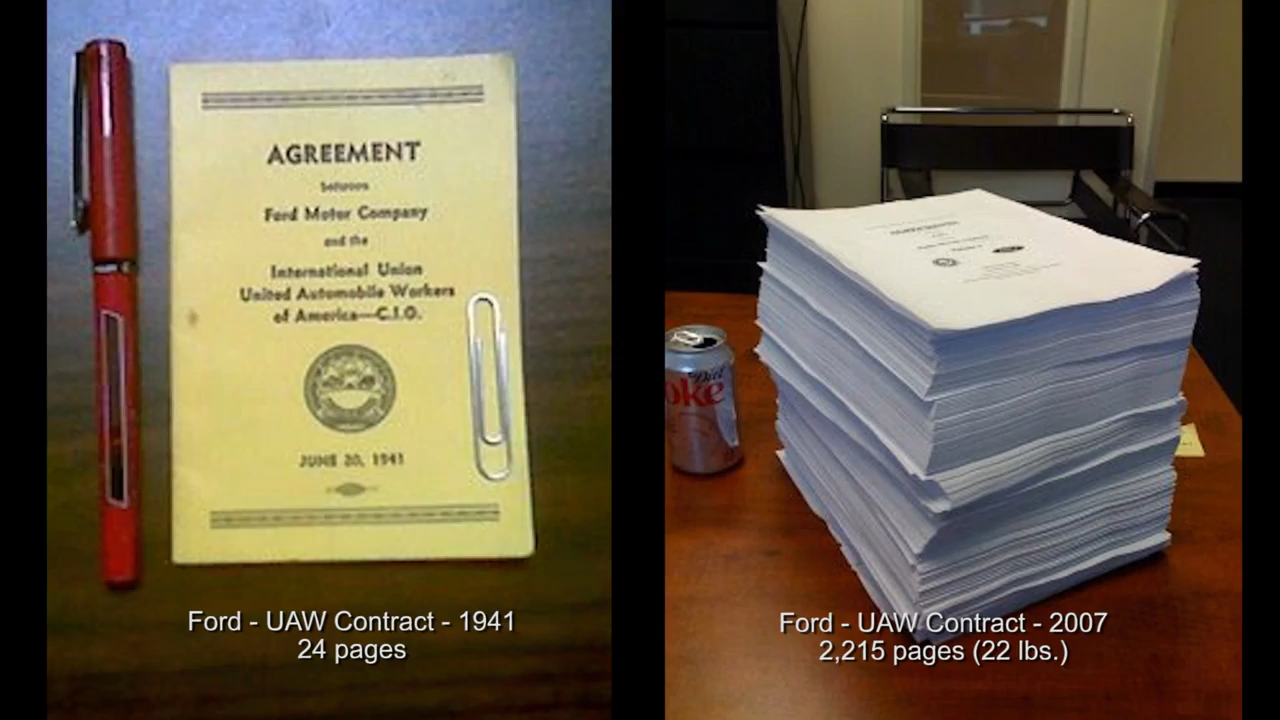 AGREEMENT
between
Ford Motor Company
and the
International Union
United Automobile Workers
of America—C.I.O.
JUNE 20, 1941
Ford - UAW Contract - 1941
24 pages
Diet
oke
Ford - UAW Contract - 2007
2,215 pages (22 lbs.)